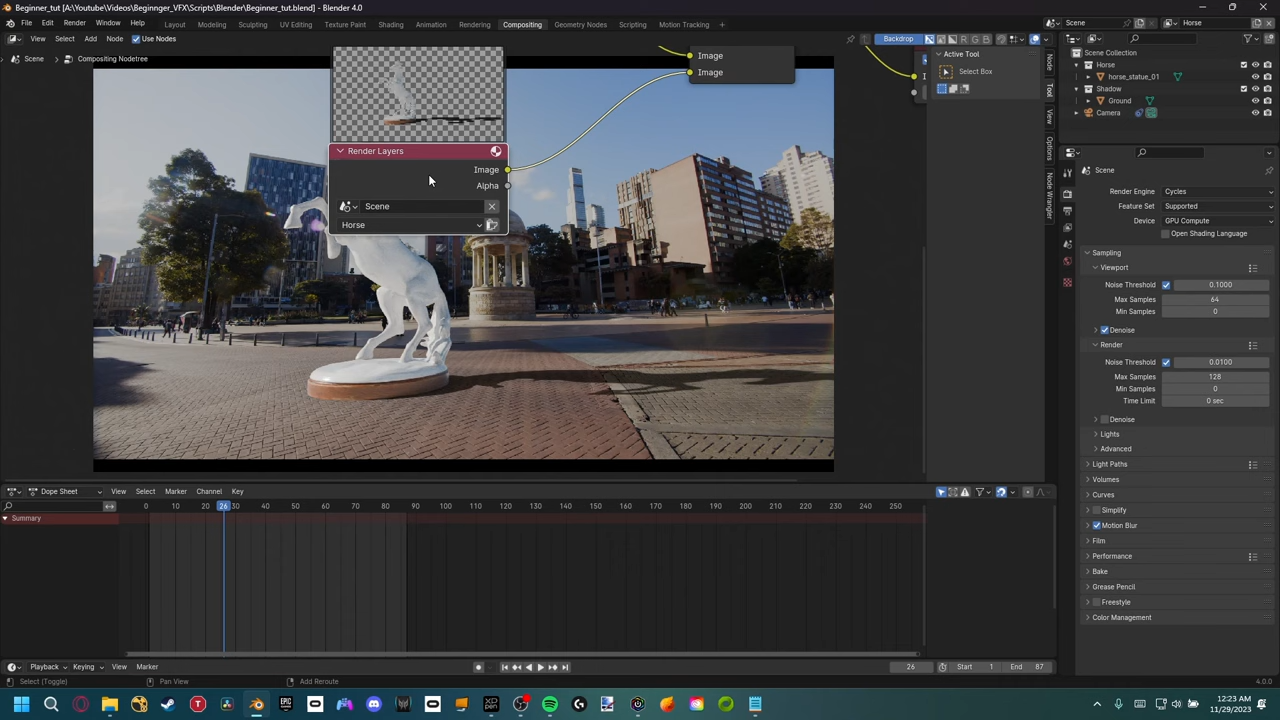 Beginner_tut [A:\Youtube\Videos\Beginnger_VFX\Scripts\Blender\Beginner_tut.blend] - Blender 4.0
File Edit Render Window Help
Layout Modeling Sculpting UV Editing Texture Paint Shading Animation Rendering Compositing Geometry Nodes Scripting Motion Tracking
Scene
Horse
View Select Add Node Use Nodes
Backdrop
R G B
Scene > Compositing Nodetree
Image
Image
Render Layers
Image
Alpha
Scene
Horse
Active Tool
Select Box
Node
Tool
View
Options
Node Wrangler
Scene Collection
Horse
horse_statue_01
Shadow
Ground
Camera
Scene
Render Engine Cycles
Feature Set Supported
Device GPU Compute
Open Shading Language
Sampling
Viewport
Noise Threshold 0.1000
Max Samples 64
Min Samples 0
Denoise
Render
Noise Threshold 0.0100
Max Samples 128
Min Samples 0
Time Limit 0 sec
Denoise
Lights
Advanced
Light Paths
Volumes
Curves
Simplify
Motion Blur
Film
Performance
Bake
Grease Pencil
Freestyle
Color Management
Dope Sheet View Select Marker Channel Key
0 10 20 26 30 40 50 60 70 80 90 100 110 120 130 140 150 160 170 180 190 200 210 220 230 240 250
Summary
Playback Keying View Marker
26 Start 1 End 87
Select (Toggle) Pan View Add Reroute
4.0.0
12:23 AM
11/29/2023